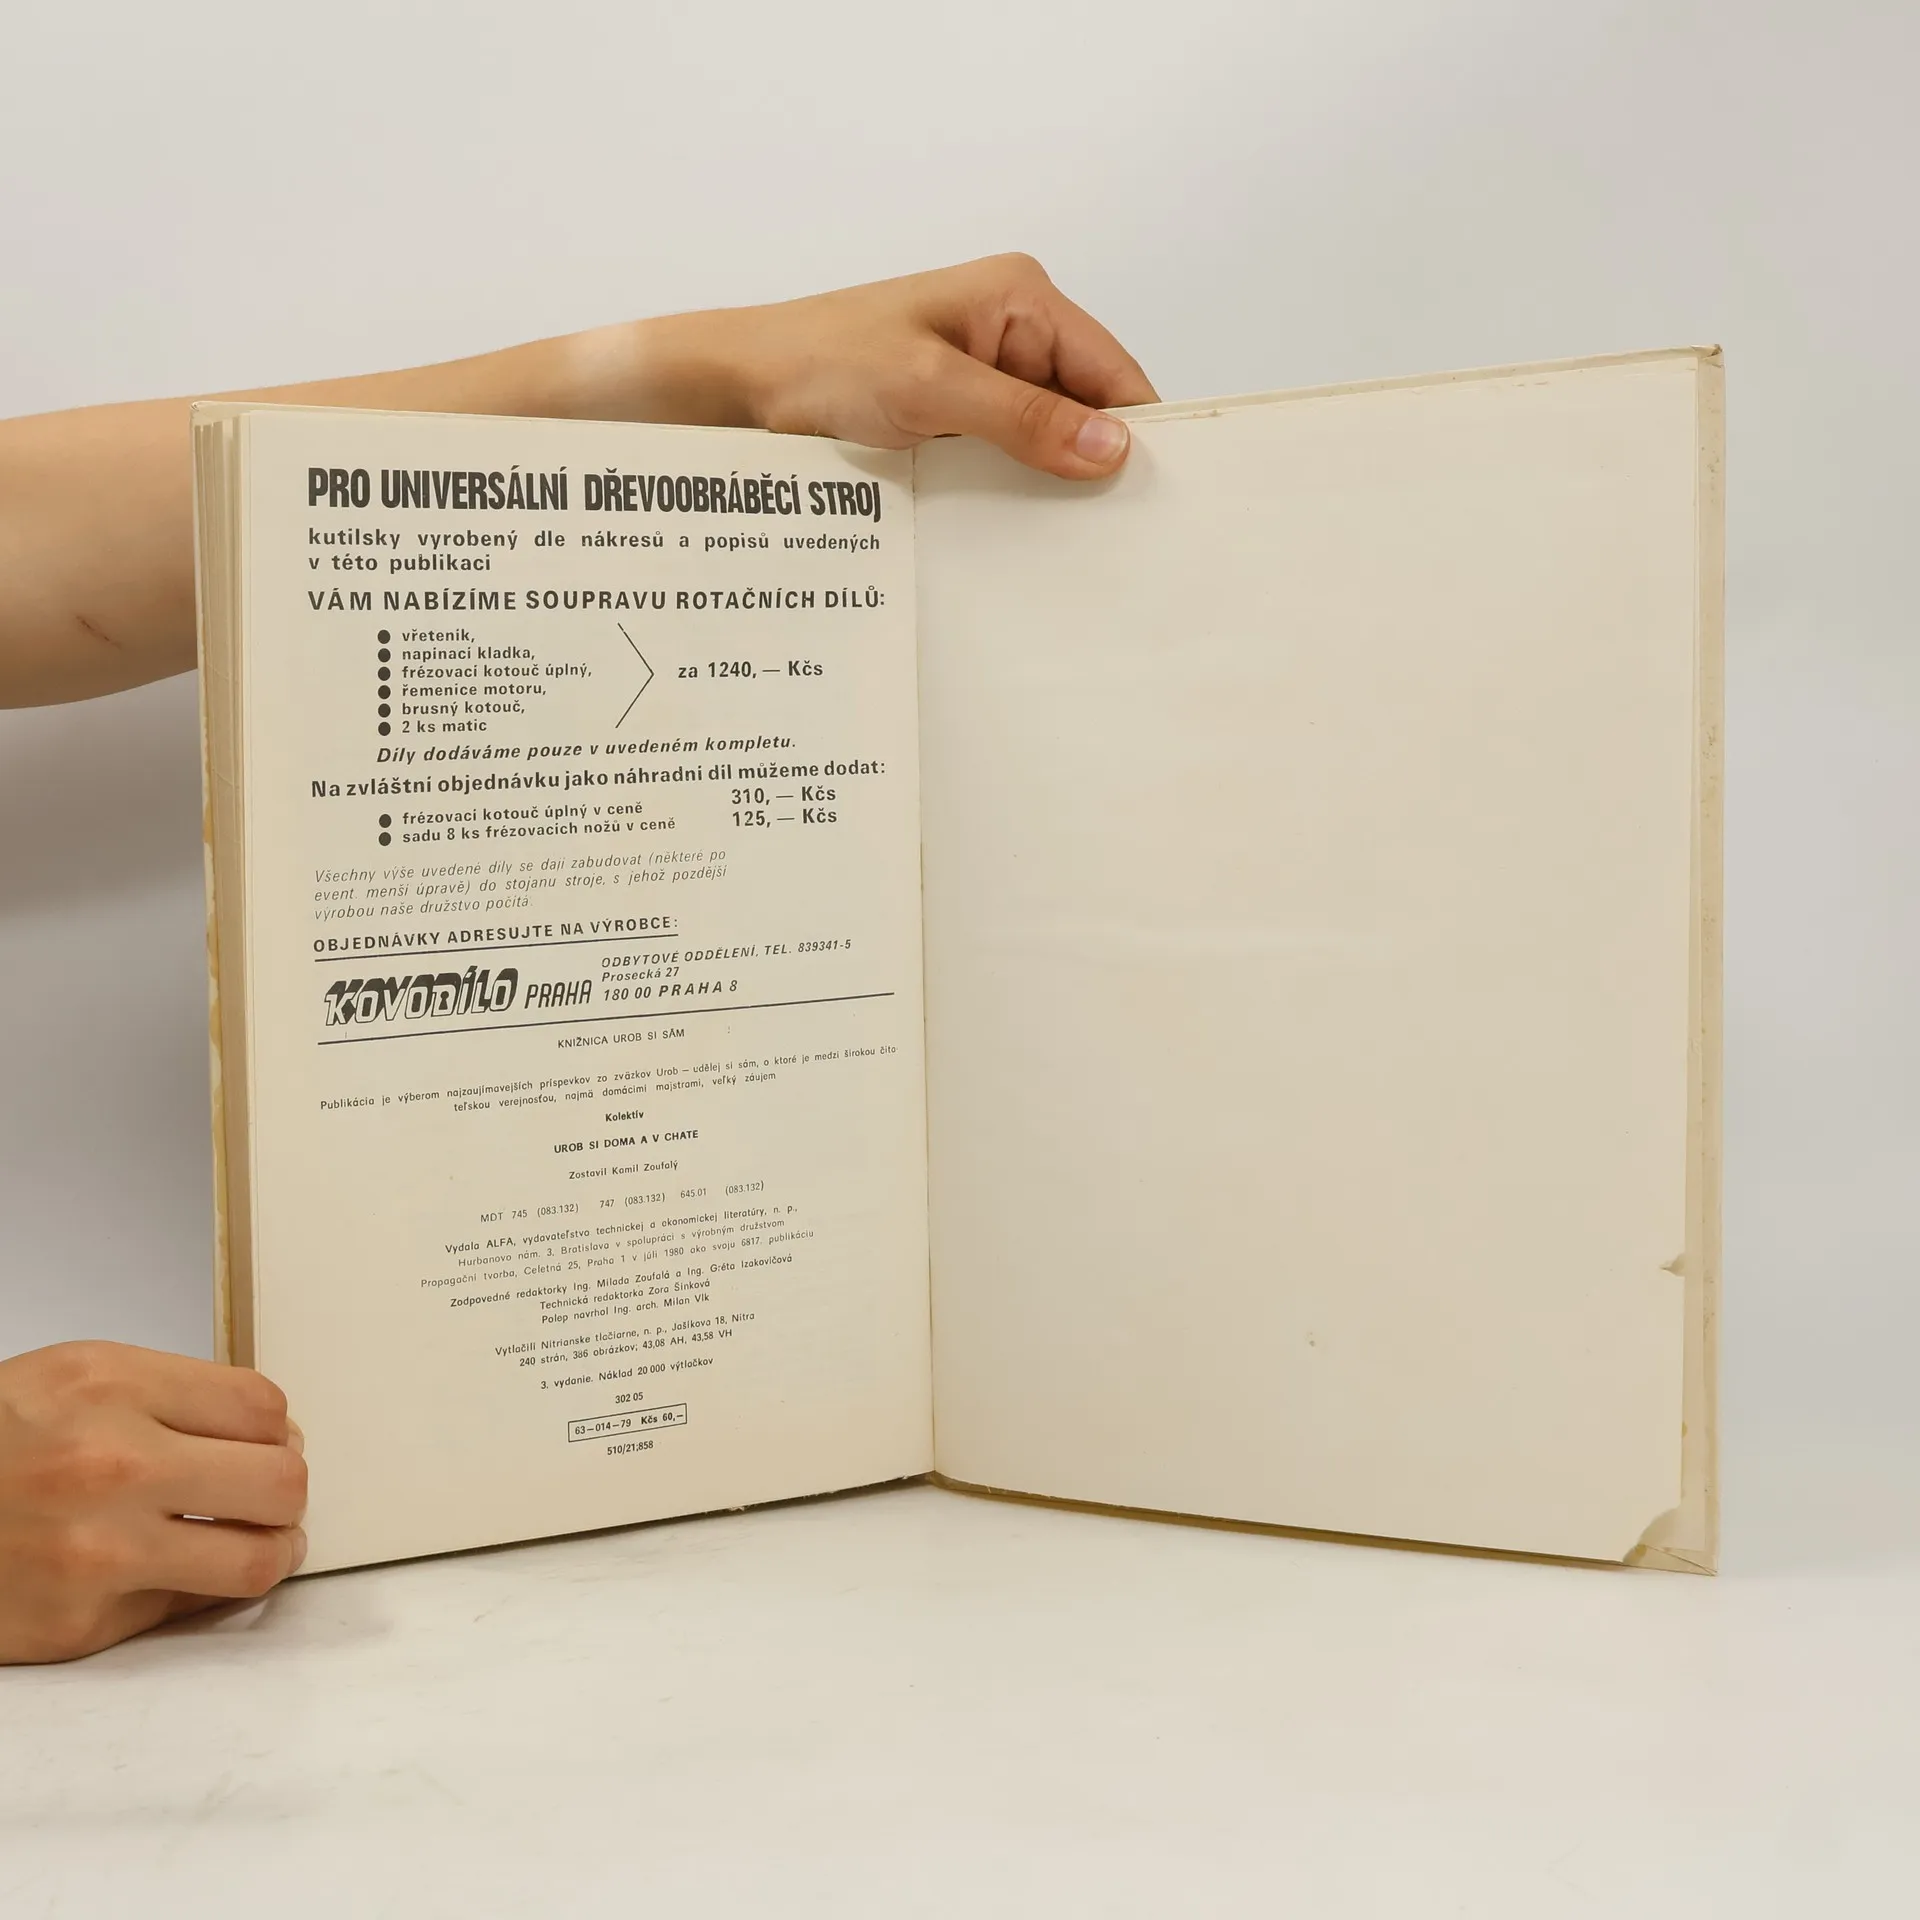 PRO UNIVERSÁLNÍ DŘEVOOBRÁBĚCÍ STROJ
kutilsky vyrobený dle nákresů a popisů uvedených
v této publikaci
VÁM NABÍZÍME SOUPRAVU ROTAČNÍCH DÍLŮ:
● vřeteník,
● napinací kladka,
● frézovací kotouč úplný,
● řemenice motoru,
● brusný kotouč,
● 2 ks matic
za 1240,— Kčs
Díly dodáváme pouze v uvedeném kompletu.
Na zvláštní objednávku jako náhradní díl můžeme dodat:
● frézovací kotouč úplný v ceně 310,— Kčs
● sadu 8 ks frézovacích nožů v ceně 125,— Kčs
Všechny výše uvedené díly se dají zabudovat (některé po
event. menší úpravě) do stojanu stroje, s jehož pozdější
výrobou naše družstvo počítá.
OBJEDNÁVKY ADRESUJTE NA VÝROBCE:
KOVODÍLO PRAHA
ODBYTOVÉ ODDĚLENÍ, TEL. 839341-5
Prosecká 27
180 00 PRAHA 8
KNIŽNICA UROB SI SÁM
Publikácia je výberom najzaujímavejších príspevkov zo zväzkov Urob – udělej si sám, o ktoré je medzi širokou čita-
teľskou verejnosťou, najmä domácimi majstrami, veľký záujem
Kolektív
UROB SI DOMA A V CHATE
Zostavil Kamil Zoufalý
MDT 745 (083.132) 747 (083.132) 645.01 (083.132)
Vydala ALFA, vydavateľstvo technickej a ekonomickej literatúry, n. p.,
Hurbanovo nám. 3, Bratislava v spolupráci s výrobným družstvom
Propagační tvorba, Celetná 25, Praha 1 v júli 1980 ako svoju 6817. publikáciu
Zodpovedné redaktorky Ing. Milada Zoufalá a Ing. Gréta Izakovičová
Technická redaktorka Zora Šinková
Polep navrhol Ing. arch. Milan Vlk
Vytlačili Nitrianske tlačiarne, n. p., Jašíkova 18, Nitra
240 strán, 386 obrázkov; 43,08 AH, 43,58 VH
3. vydanie. Náklad 20 000 výtlačkov
302 05
63–014–79 Kčs 60,–
510/21;858